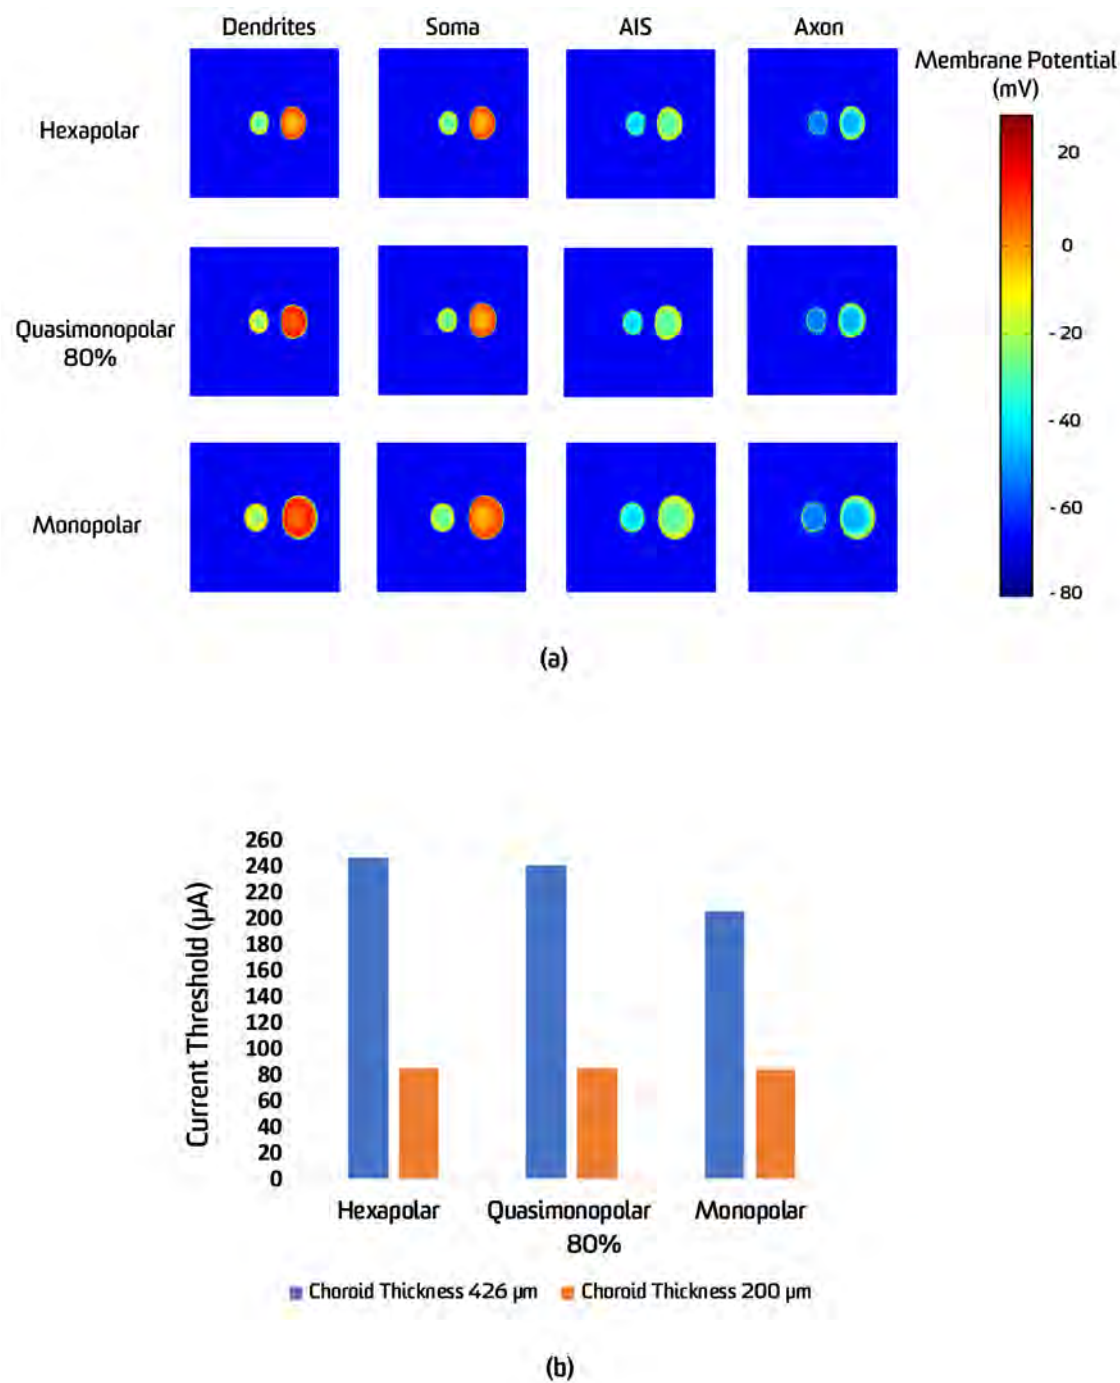 Dendrites Soma AIS Axon
Membrane Potential
(mV)
Hexapolar
Quasimonopolar
80%
Monopolar
20
0
- 20
- 40
- 60
- 80
(a)
Current Threshold (μA)
260
240
220
200
180
160
140
120
100
80
60
40
20
0
Hexapolar Quasimonopolar Monopolar
80%
Choroid Thickness 426 μm Choroid Thickness 200 μm
(b)